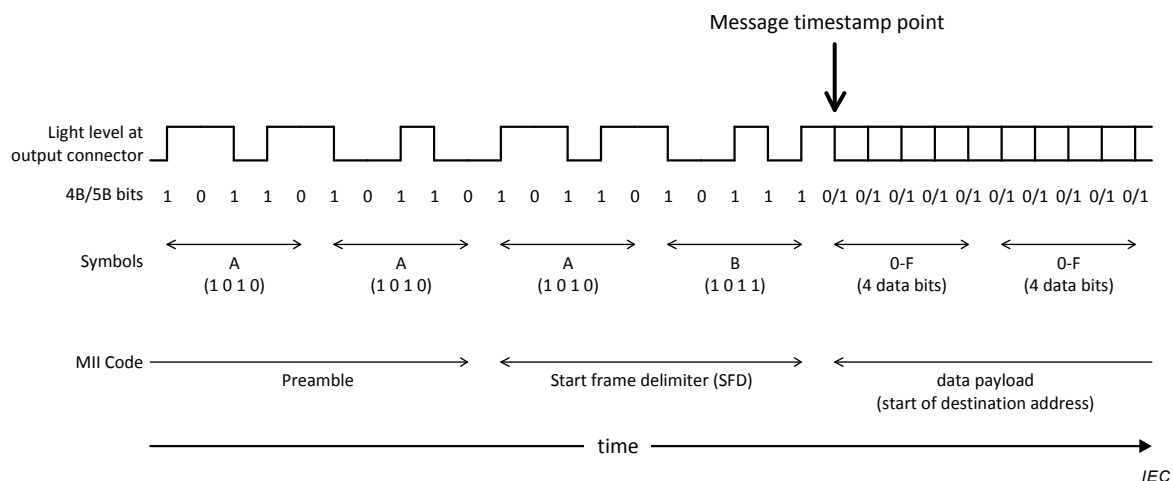 Message timestamp point
Light level at
output connector
4B/5B bits 1 0 1 1 0 1 0 1 1 0 1 0 1 1 0 1 0 1 1 1 0/1 0/1 0/1 0/1 0/1 0/1 0/1 0/1 0/1 0/1
Symbols A A A B 0-F 0-F
(1 0 1 0) (1 0 1 0) (1 0 1 0) (1 0 1 1) (4 data bits) (4 data bits)
MII Code
Preamble Start frame delimiter (SFD) data payload
(start of destination address)
time
IEC